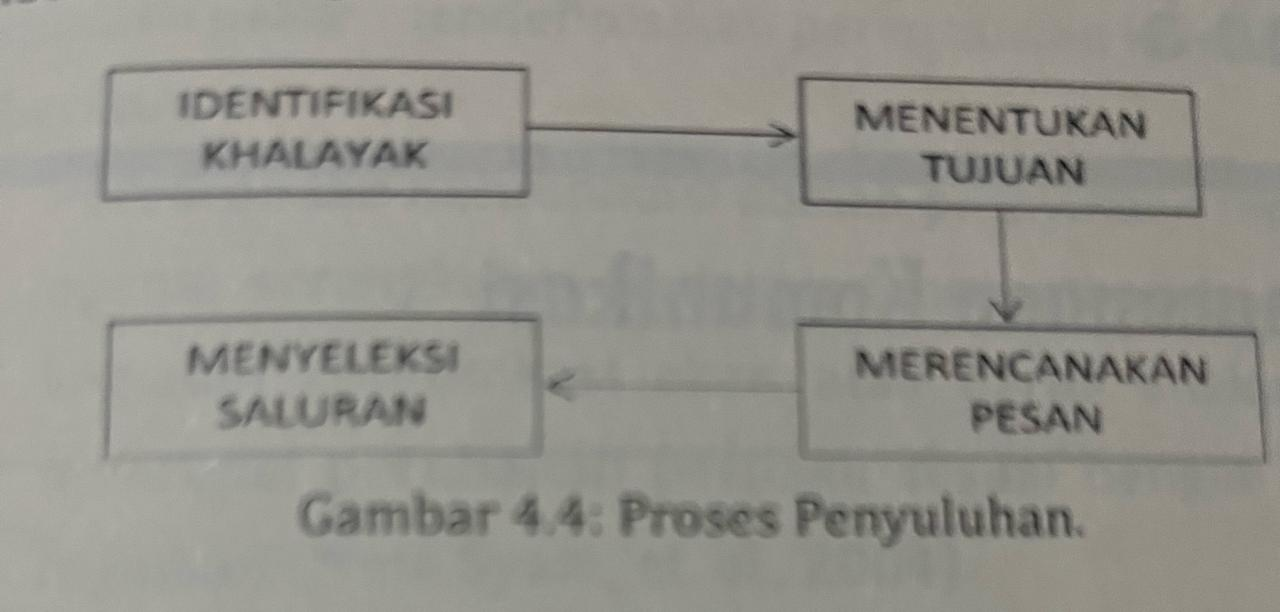 IDENTIFIKASI
KHALAYAK
MENENTUKAN
TUJUAN
MERENCANAKAN
PESAN
MENYELEKSI
SALURAN
Gambar 4.4: Proses Penyuluhan.